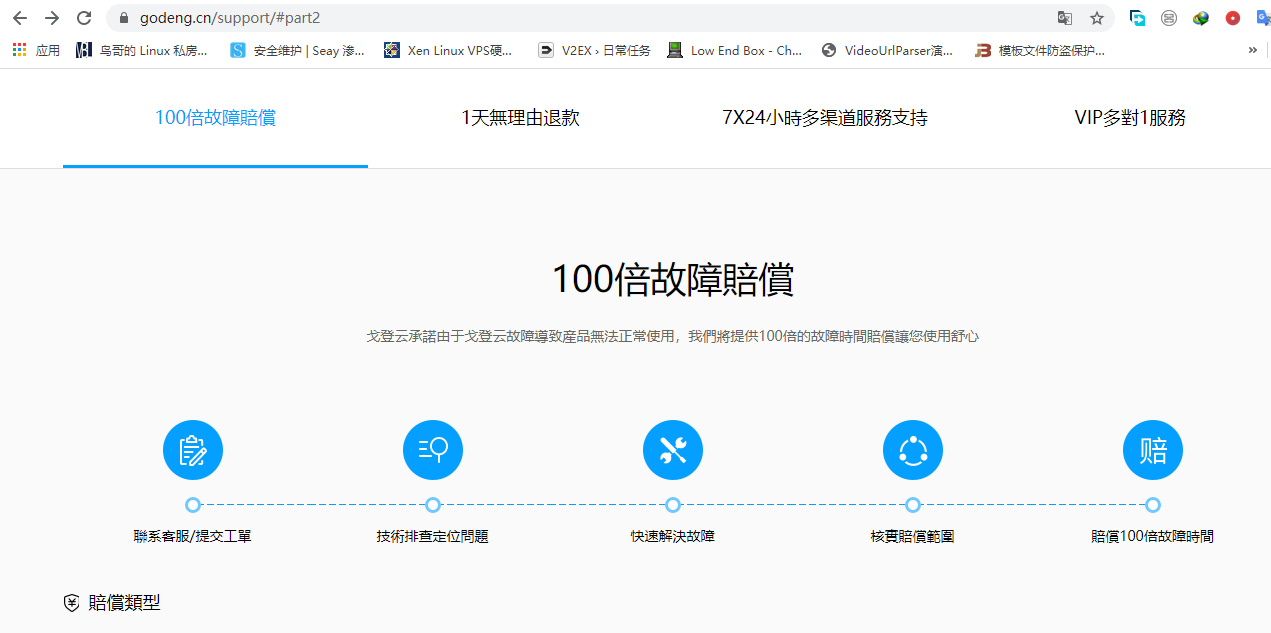 godeng.cn/support/#part2
应用 鸟哥的 Linux 私房... 安全维护 | Seay 渗... Xen Linux VPS硬... V2EX › 日常任务 Low End Box - Ch... VideoUrlParser演... 模板文件防盗保护... »
100倍故障賠償 1天無理由退款 7X24小時多渠道服務支持 VIP多對1服務
100倍故障賠償
戈登云承諾由于戈登云故障導致産品無法正常使用，我們將提供100倍的故障時間賠償讓您使用舒心
赔
聯系客服/提交工單 技術排查定位問題 快速解決故障 核實賠償範圍 賠償100倍故障時間
賠償類型